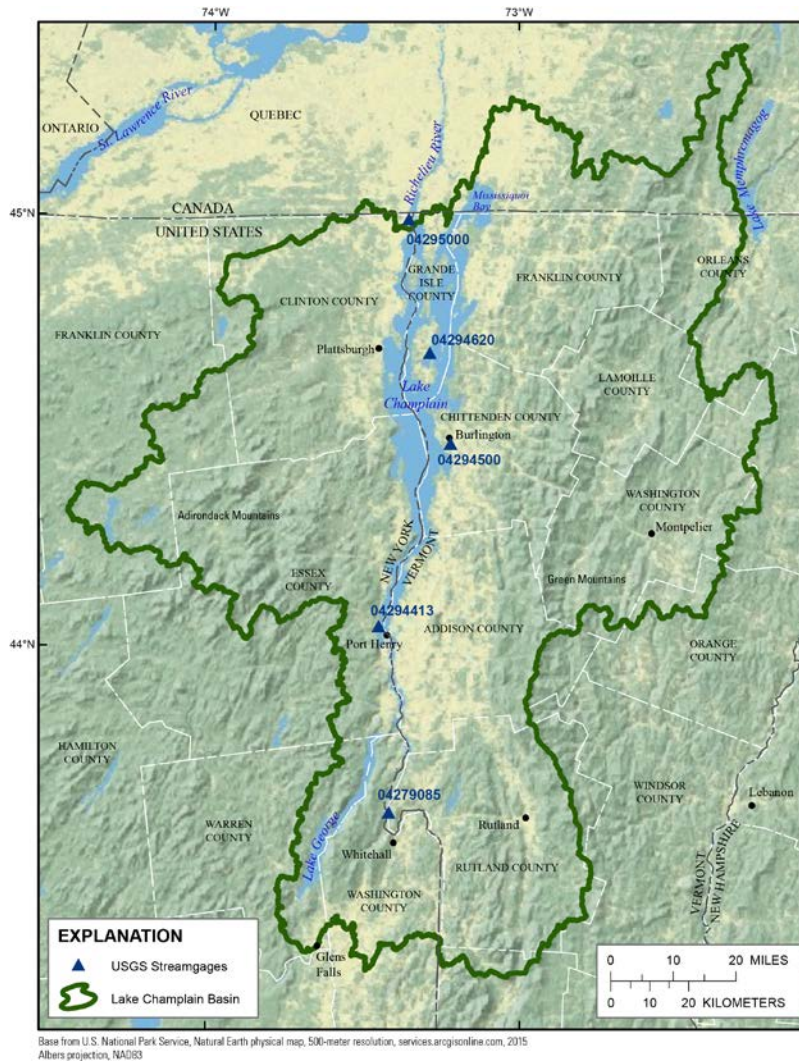 74°W
73°W
QUEBEC
ONTARIO
St. Lawrence River
Richelieu River
Lake Memphremagog
Mississquoi
Bay
45°N
CANADA
UNITED STATES
04295000
ORLEANS
COUNTY
GRANDE
ISLE
COUNTY
FRANKLIN COUNTY
CLINTON COUNTY
FRANKLIN COUNTY
04294620
Plattsburgh
LAMOILLE
COUNTY
Lake
Champlain
CHITTENDEN COUNTY
Burlington
04294500
WASHINGTON
COUNTY
Adirondack Mountains
Montpelier
NEW YORK
VERMONT
ESSEX
COUNTY
Green Mountains
04294413
ADDISON COUNTY
Port Henry
44°N
ORANGE
COUNTY
HAMILTON
COUNTY
WINDSOR
COUNTY
04279085
Lebanon
WARREN
COUNTY
Rutland
Lake George
Whitehall
RUTLAND COUNTY
VERMONT
NEW HAMPSHIRE
WASHINGTON
COUNTY
EXPLANATION
USGS Streamgages
Lake Champlain Basin
Glens
Falls
0 10 20 MILES
0 10 20 KILOMETERS
Base from U.S. National Park Service, Natural Earth physical map, 500-meter resolution, services.arcgisonline.com, 2015
Albers projection, NAD83